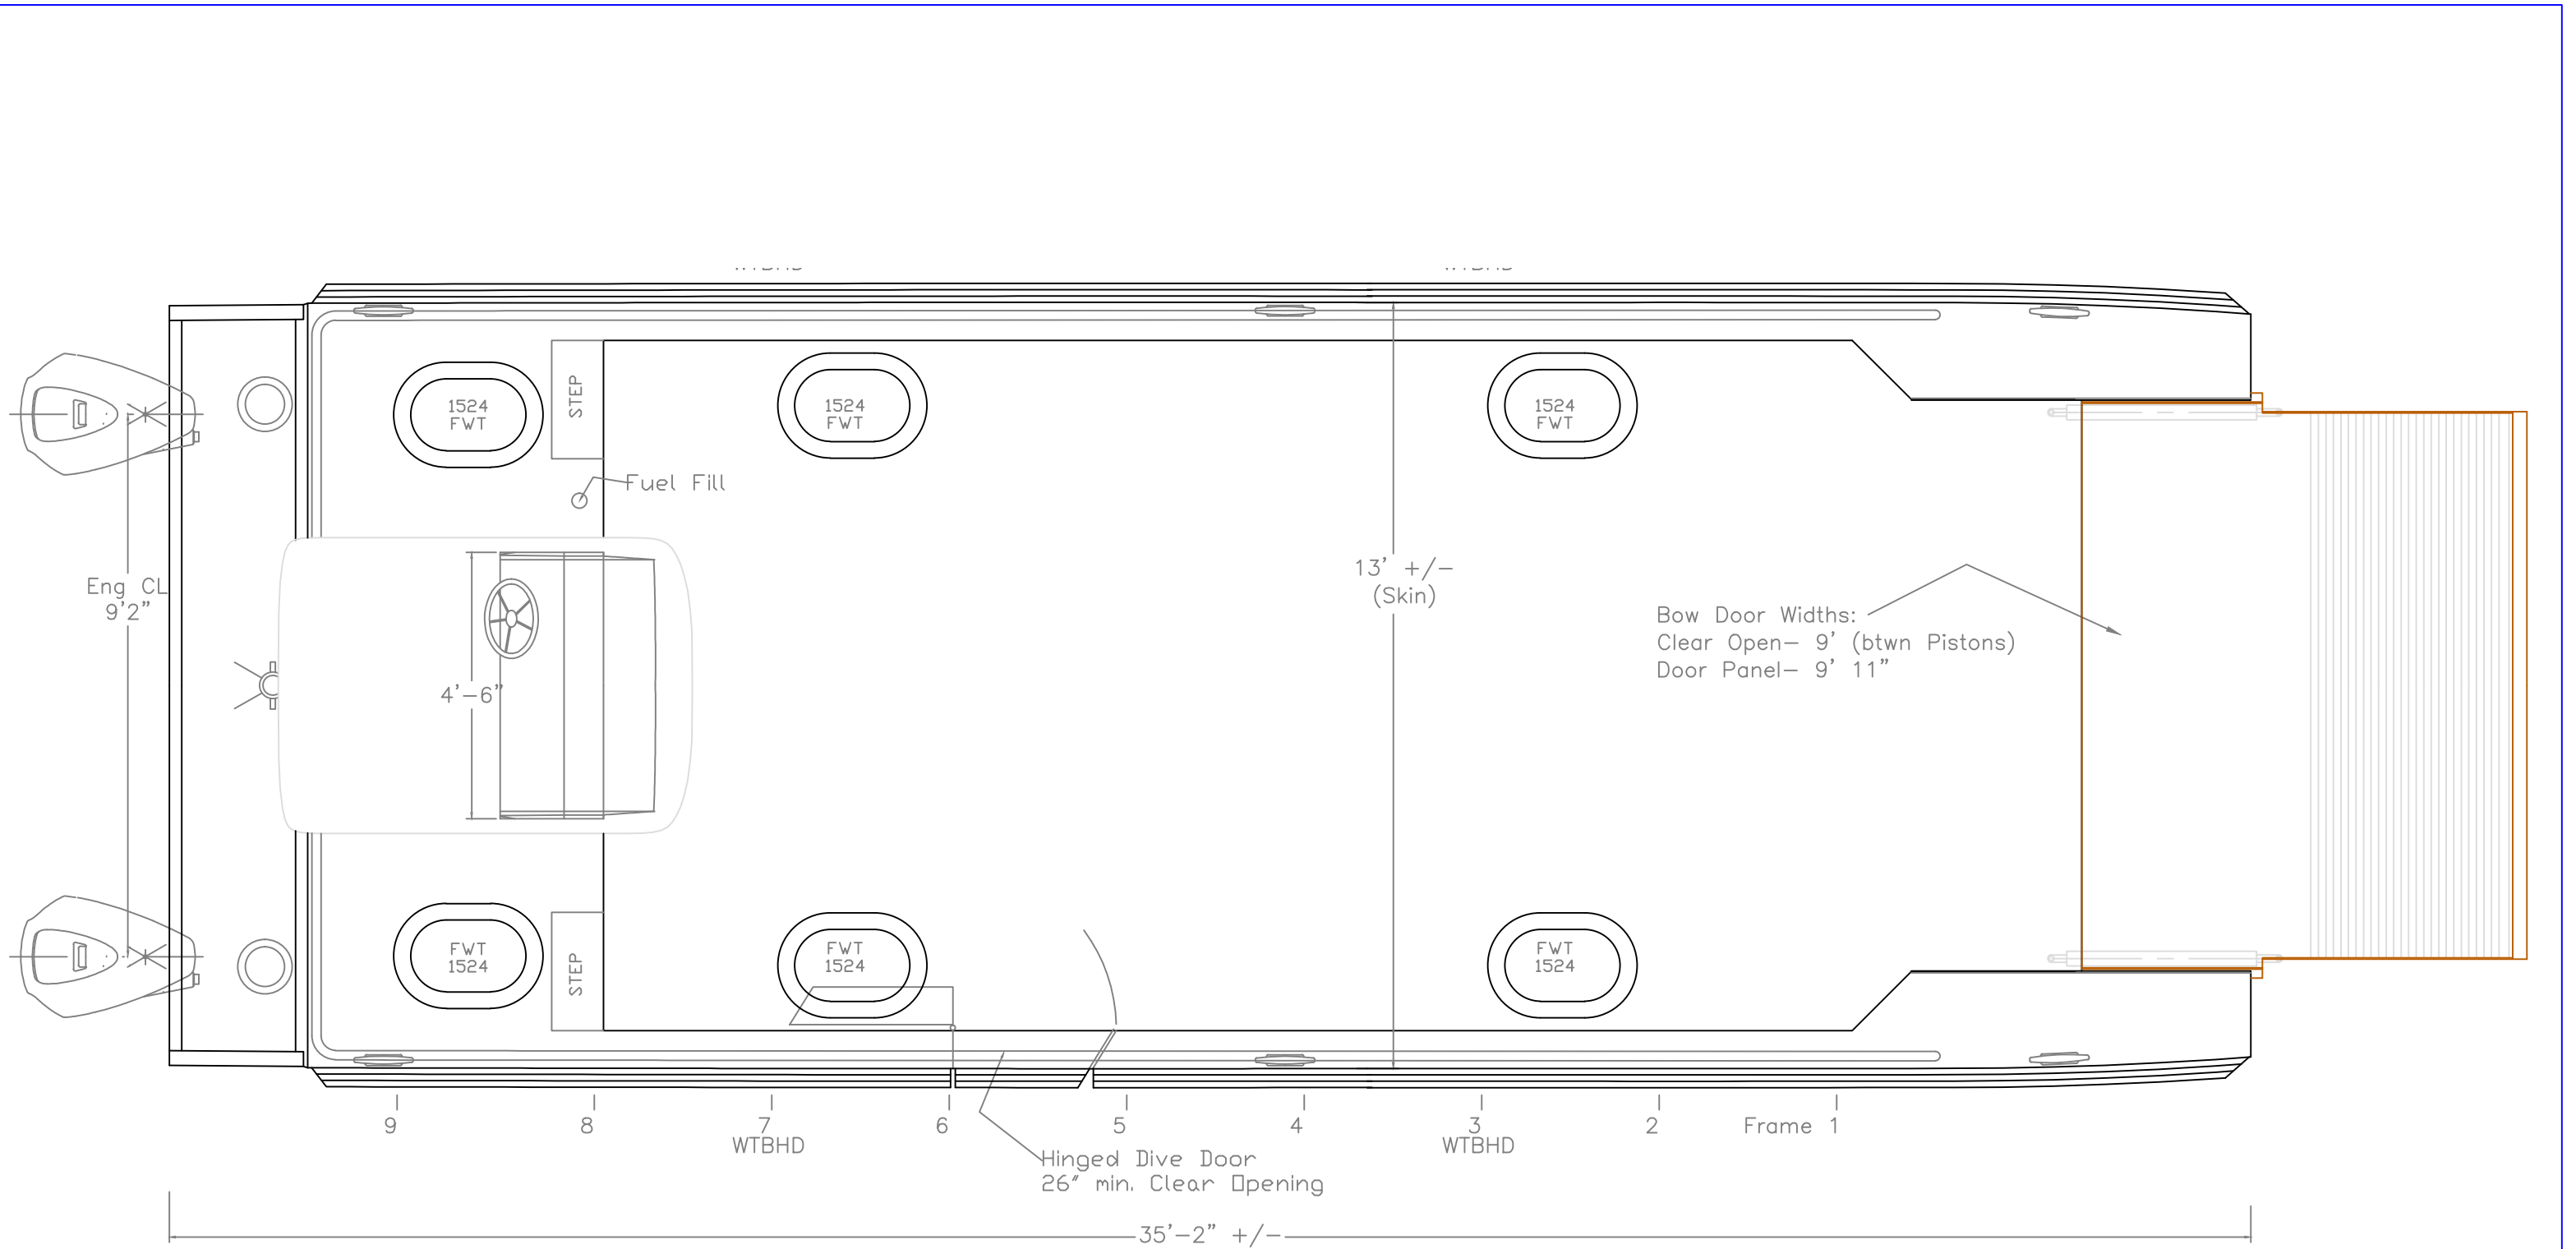 WTBHD
WTBHD
1524
FWT
STEP
1524
FWT
1524
FWT
Fuel Fill
Eng CL
9'2"
4'-6"
13' +/-
(Skin)
Bow Door Widths:
Clear Open- 9' (btwn Pistons)
Door Panel- 9' 11"
FWT
1524
STEP
FWT
1524
FWT
1524
9
8
7
WTBHD
6
5
4
3
WTBHD
2
Frame 1
Hinged Dive Door
26" min. Clear Opening
35'-2" +/-